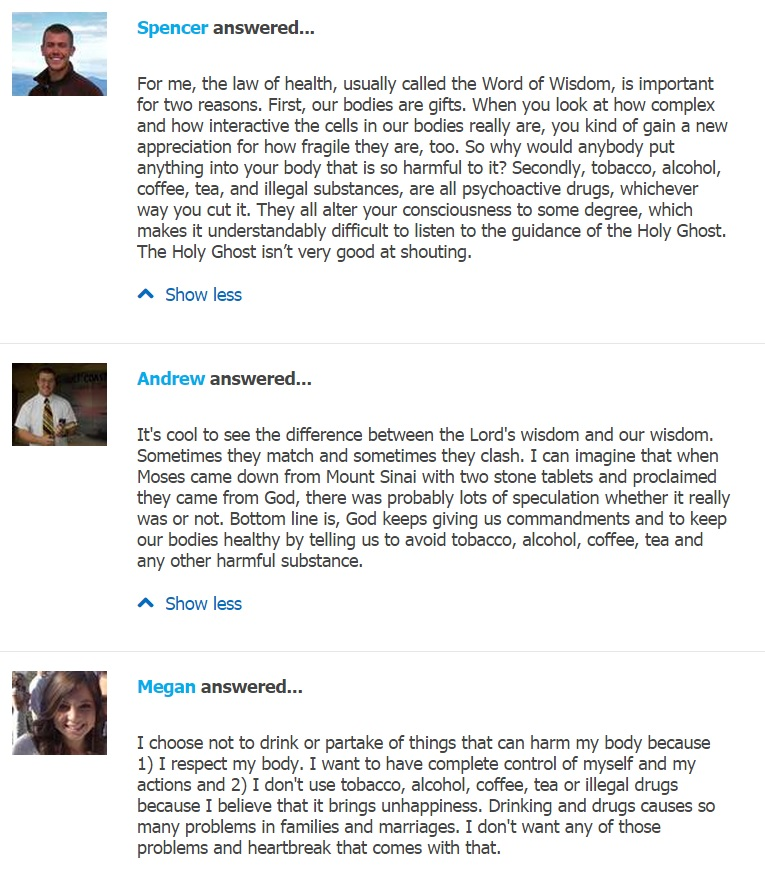 Spencer answered...
For me, the law of health, usually called the Word of Wisdom, is important
for two reasons. First, our bodies are gifts. When you look at how complex
and how interactive the cells in our bodies really are, you kind of gain a new
appreciation for how fragile they are, too. So why would anybody put
anything into your body that is so harmful to it? Secondly, tobacco, alcohol,
coffee, tea, and illegal substances, are all psychoactive drugs, whichever
way you cut it. They all alter your consciousness to some degree, which
makes it understandably difficult to listen to the guidance of the Holy Ghost.
The Holy Ghost isn’t very good at shouting.
Show less
Andrew answered...
It's cool to see the difference between the Lord's wisdom and our wisdom.
Sometimes they match and sometimes they clash. I can imagine that when
Moses came down from Mount Sinai with two stone tablets and proclaimed
they came from God, there was probably lots of speculation whether it really
was or not. Bottom line is, God keeps giving us commandments and to keep
our bodies healthy by telling us to avoid tobacco, alcohol, coffee, tea and
any other harmful substance.
Show less
Megan answered...
I choose not to drink or partake of things that can harm my body because
1) I respect my body. I want to have complete control of myself and my
actions and 2) I don't use tobacco, alcohol, coffee, tea or illegal drugs
because I believe that it brings unhappiness. Drinking and drugs causes so
many problems in families and marriages. I don't want any of those
problems and heartbreak that comes with that.